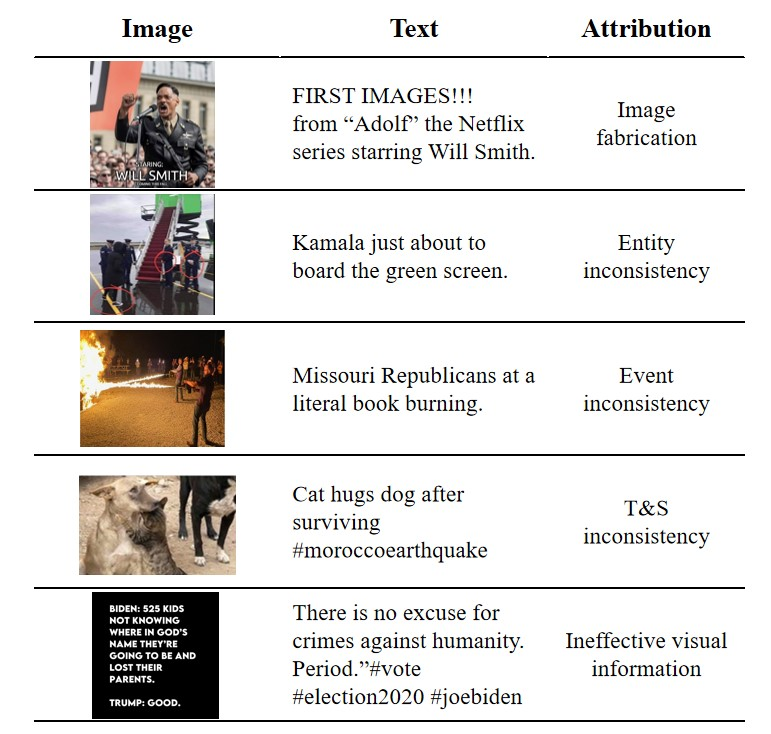 Image Text Attribution
STARING:
WILL SMITH
FIRST IMAGES!!!
from “Adolf” the Netflix
series starring Will Smith.
Image
fabrication
Kamala just about to
board the green screen.
Entity
inconsistency
Missouri Republicans at a
literal book burning.
Event
inconsistency
Cat hugs dog after
surviving
#moroccoearthquake
T&S
inconsistency
BIDEN: 525 KIDS
NOT KNOWING
WHERE IN GOD'S
NAME THEY'RE
GOING TO BE AND
LOST THEIR
PARENTS.
TRUMP: GOOD.
There is no excuse for
crimes against humanity.
Period.”#vote
#election2020 #joebiden
Ineffective visual
information